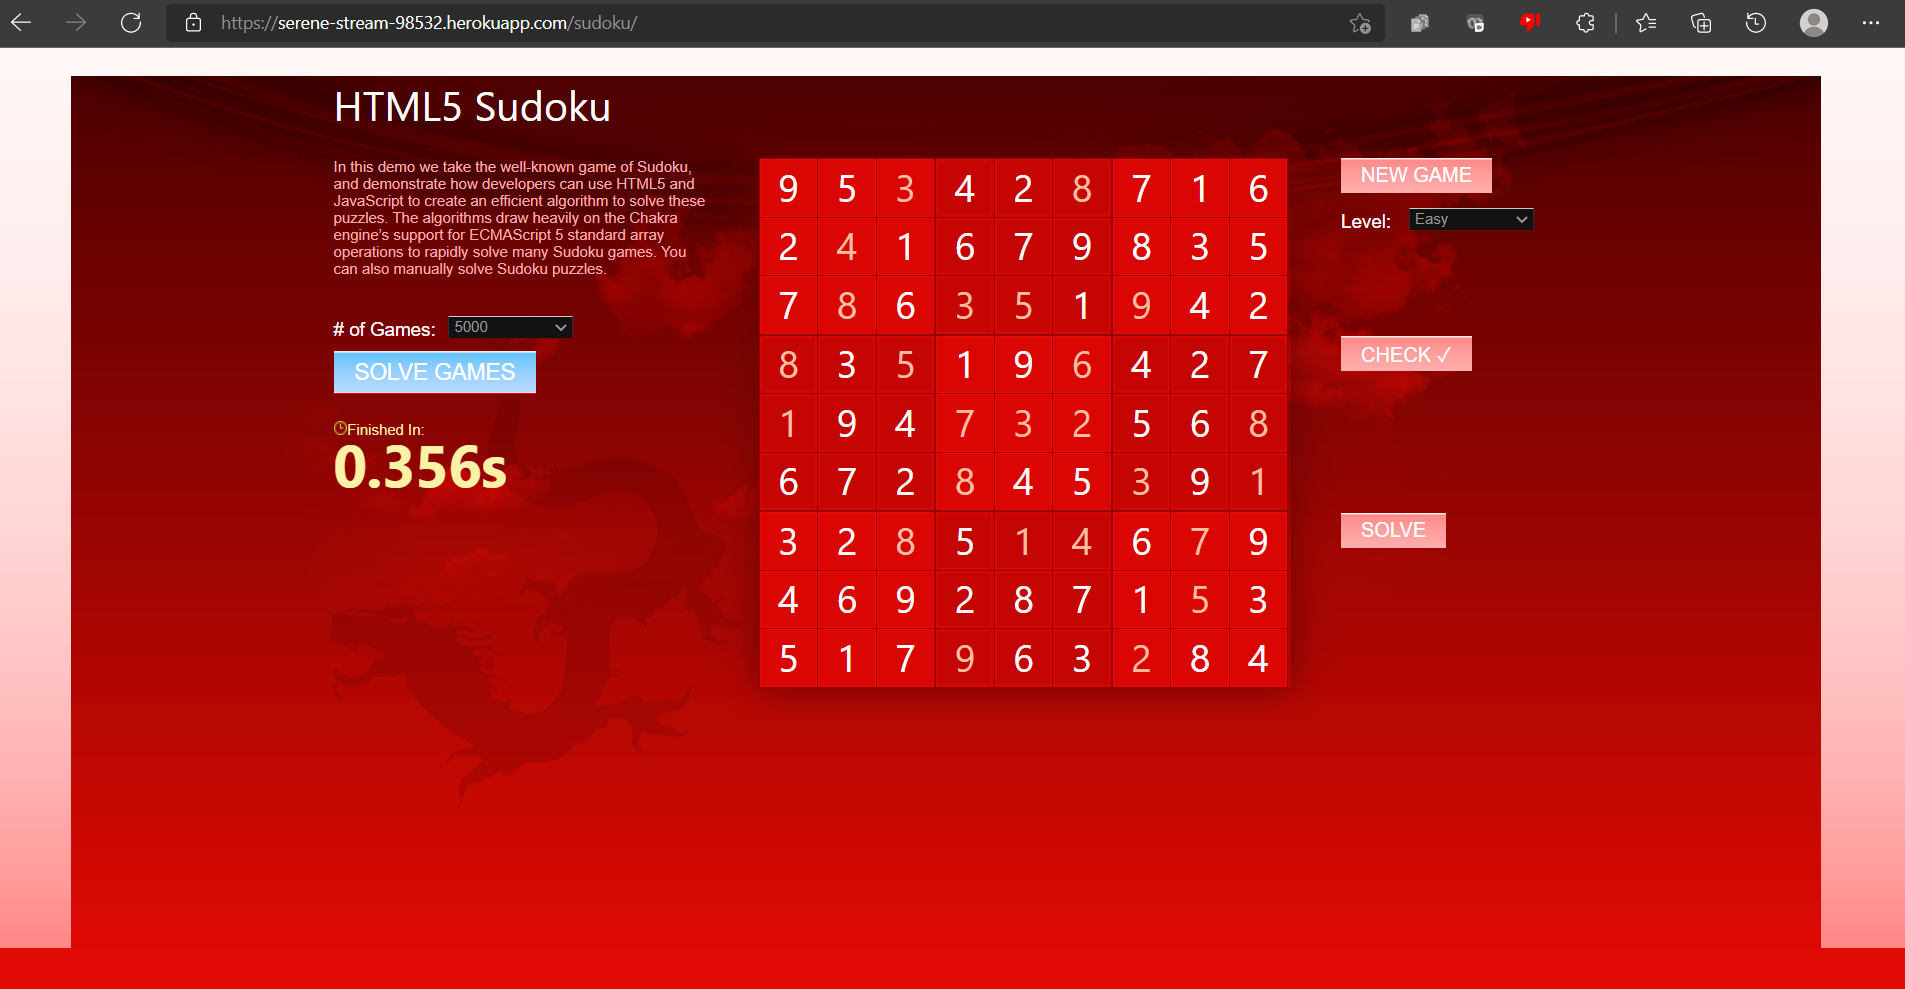 https://serene-stream-98532.herokuapp.com/sudoku/
HTML5 Sudoku
In this demo we take the well-known game of Sudoku,
and demonstrate how developers can use HTML5 and
JavaScript to create an efficient algorithm to solve these
puzzles. The algorithms draw heavily on the Chakra
engine's support for ECMAScript 5 standard array
operations to rapidly solve many Sudoku games. You
can also manually solve Sudoku puzzles.
# of Games: 5000
SOLVE GAMES
Finished In:
0.356s
9 5 3 4 2 8 7 1 6
2 4 1 6 7 9 8 3 5
7 8 6 3 5 1 9 4 2
8 3 5 1 9 6 4 2 7
1 9 4 7 3 2 5 6 8
6 7 2 8 4 5 3 9 1
3 2 8 5 1 4 6 7 9
4 6 9 2 8 7 1 5 3
5 1 7 9 6 3 2 8 4
NEW GAME
Level: Easy
CHECK ✓
SOLVE